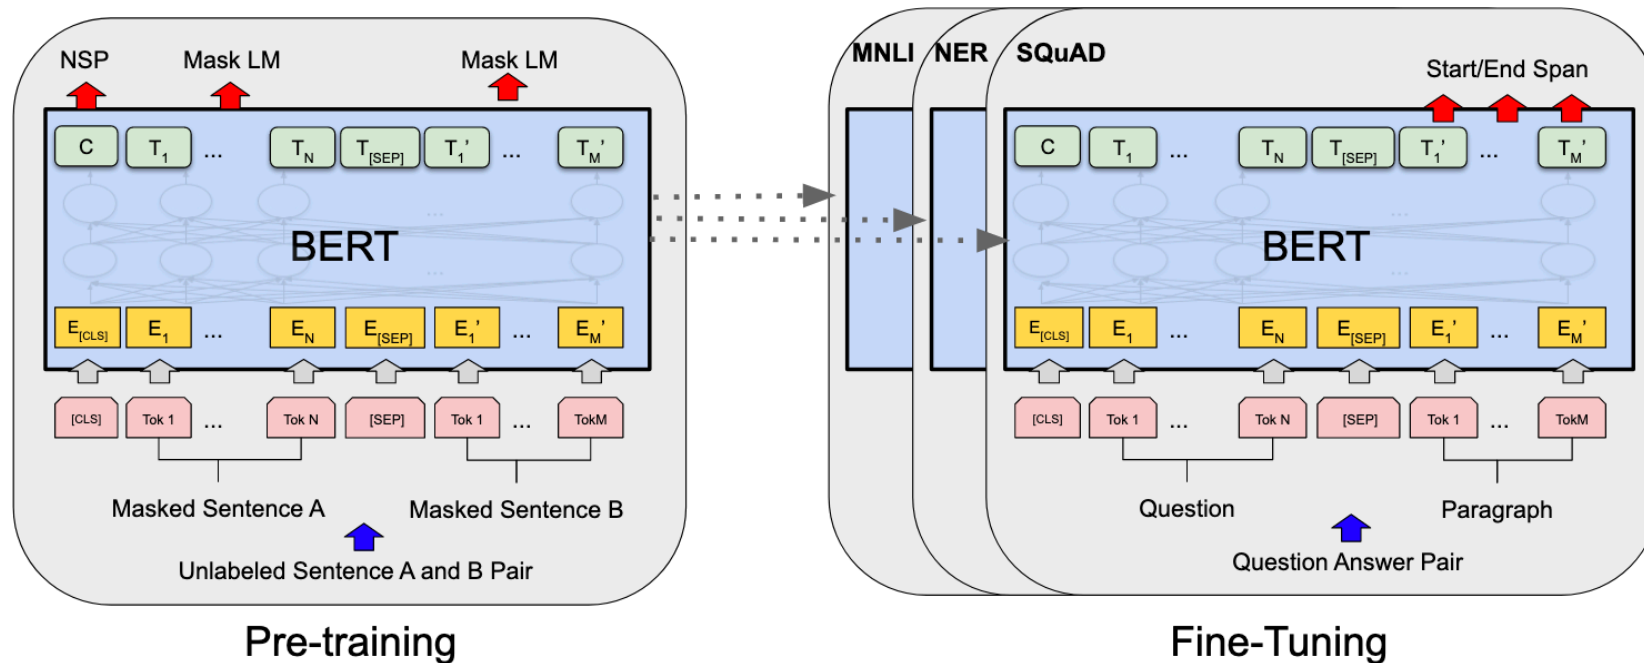 NSP Mask LM Mask LM
C T1 ... TN T[SEP] T1' ... TM'
...
BERT
...
E[CLS] E1 ... EN E[SEP] E1' ... EM'
[CLS] Tok 1 ... Tok N [SEP] Tok 1 ... TokM
Masked Sentence A Masked Sentence B
Unlabeled Sentence A and B Pair
Pre-training
MNLI NER SQuAD
Start/End Span
C T1 ... TN T[SEP] T1' ... TM'
...
BERT
...
E[CLS] E1 ... EN E[SEP] E1' ... EM'
[CLS] Tok 1 ... Tok N [SEP] Tok 1 ... TokM
Question Paragraph
Question Answer Pair
Fine-Tuning